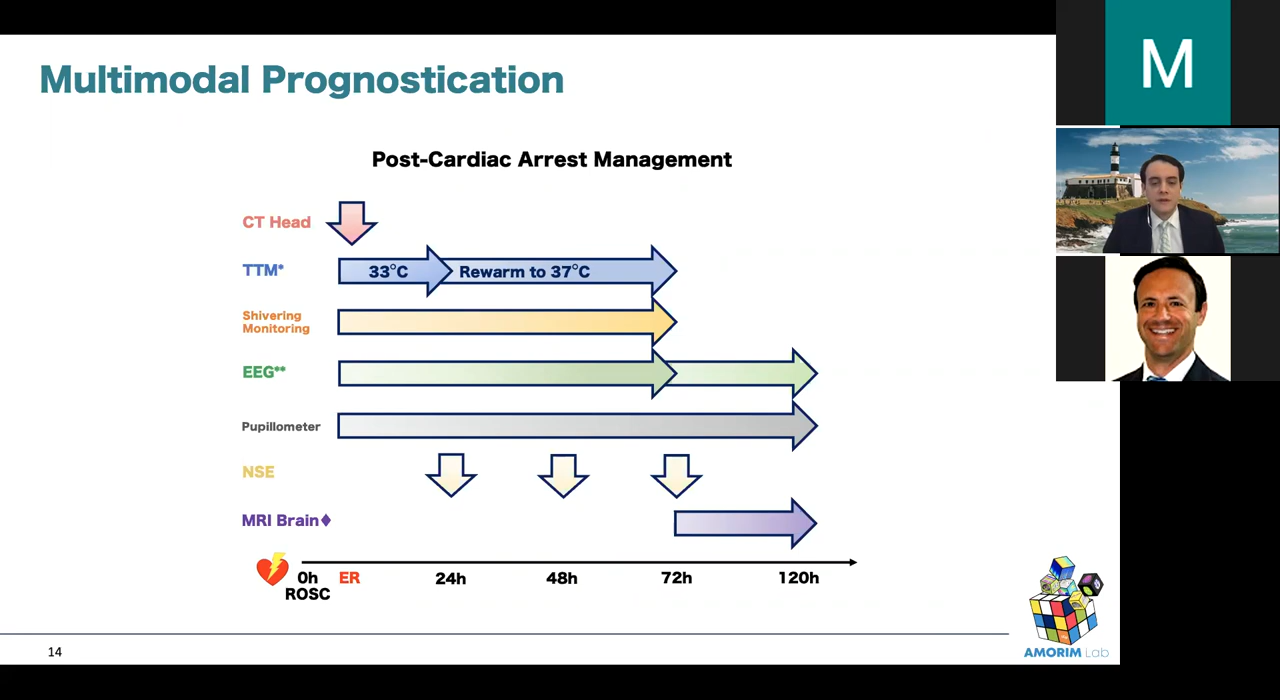 Multimodal Prognostication
M
Post-Cardiac Arrest Management
CT Head
TTM*
33°C
Rewarm to 37°C
Shivering
Monitoring
EEG**
Pupillometer
NSE
MRI Brain♦
0h
ROSC
ER
24h
48h
72h
120h
AMORIM Lab
14